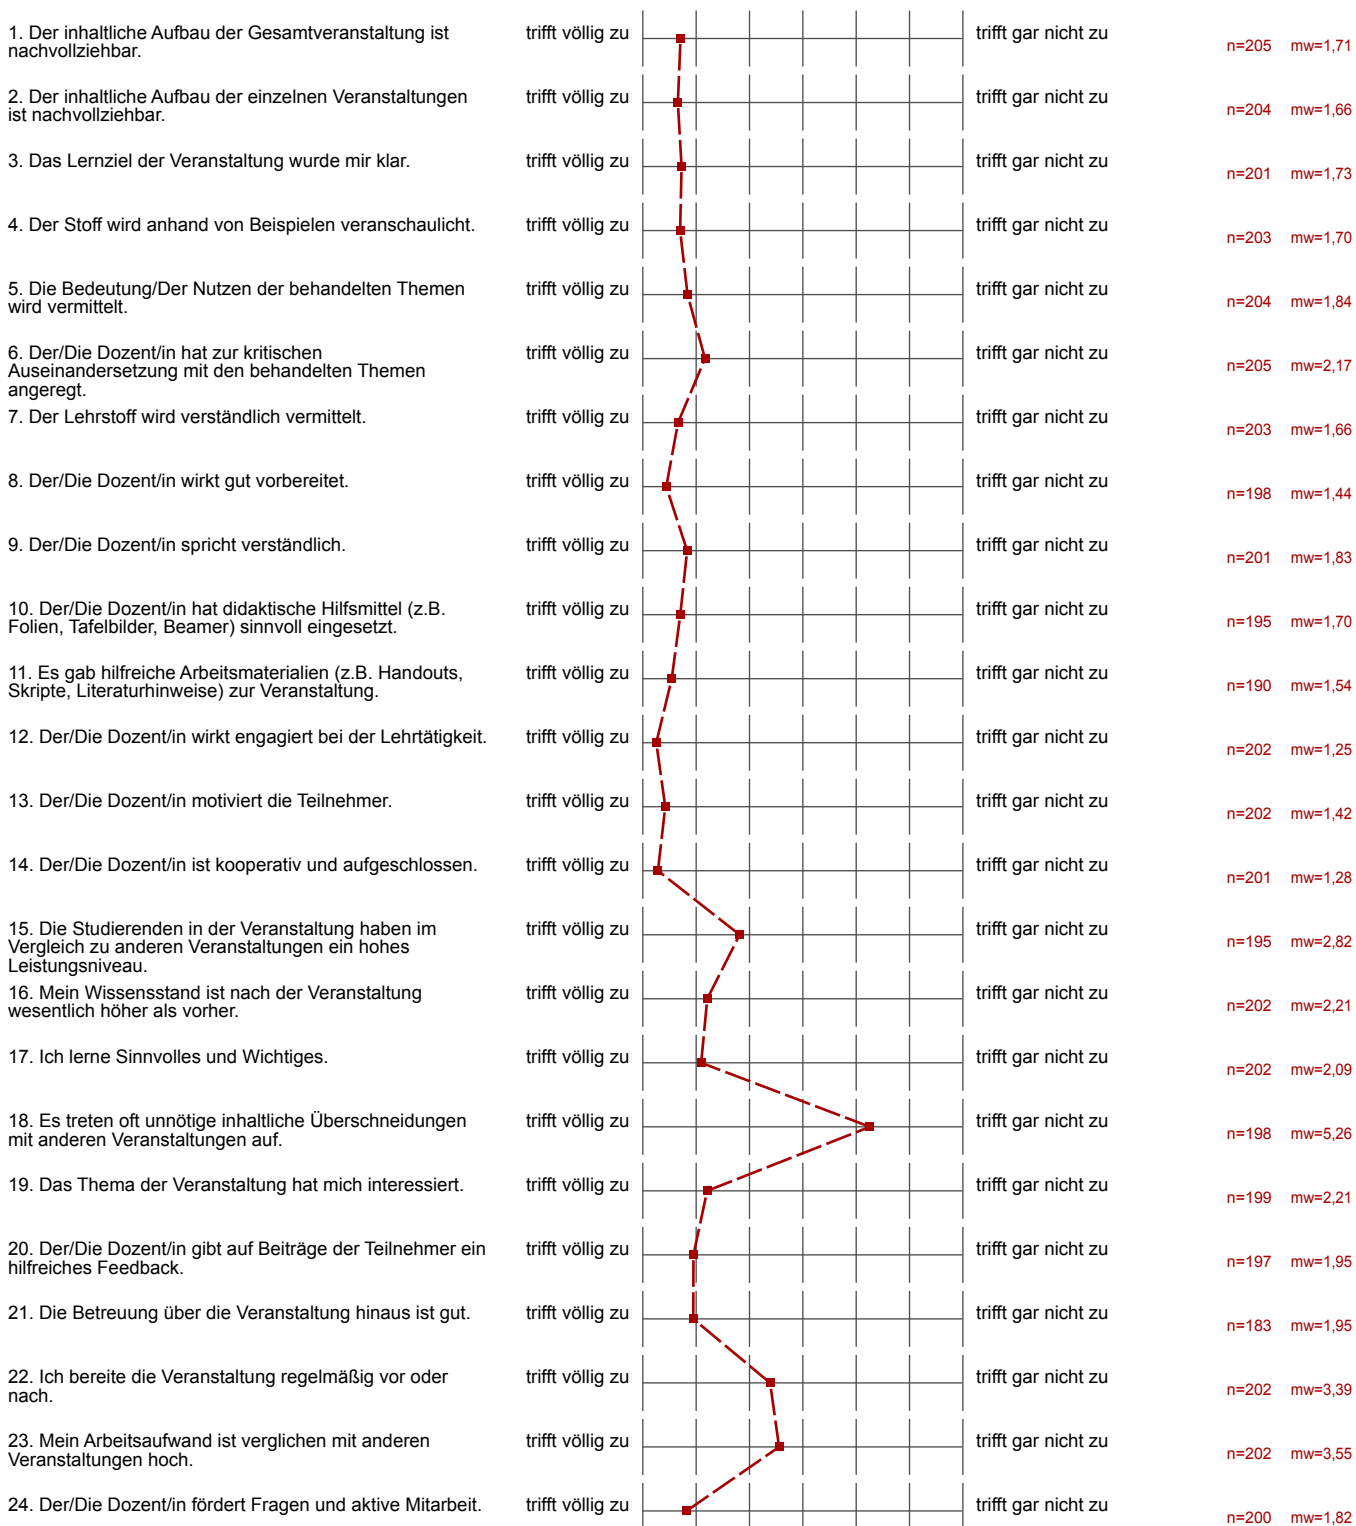 1. Der inhaltliche Aufbau der Gesamtveranstaltung ist
nachvollziehbar.
trifft völlig zu
trifft gar nicht zu
n=205 mw=1,71
2. Der inhaltliche Aufbau der einzelnen Veranstaltungen
ist nachvollziehbar.
trifft völlig zu
trifft gar nicht zu
n=204 mw=1,66
3. Das Lernziel der Veranstaltung wurde mir klar.
trifft völlig zu
trifft gar nicht zu
n=201 mw=1,73
4. Der Stoff wird anhand von Beispielen veranschaulicht.
trifft völlig zu
trifft gar nicht zu
n=203 mw=1,70
5. Die Bedeutung/Der Nutzen der behandelten Themen
wird vermittelt.
trifft völlig zu
trifft gar nicht zu
n=204 mw=1,84
6. Der/Die Dozent/in hat zur kritischen
Auseinandersetzung mit den behandelten Themen
angeregt.
trifft völlig zu
trifft gar nicht zu
n=205 mw=2,17
7. Der Lehrstoff wird verständlich vermittelt.
trifft völlig zu
trifft gar nicht zu
n=203 mw=1,66
8. Der/Die Dozent/in wirkt gut vorbereitet.
trifft völlig zu
trifft gar nicht zu
n=198 mw=1,44
9. Der/Die Dozent/in spricht verständlich.
trifft völlig zu
trifft gar nicht zu
n=201 mw=1,83
10. Der/Die Dozent/in hat didaktische Hilfsmittel (z.B.
Folien, Tafelbilder, Beamer) sinnvoll eingesetzt.
trifft völlig zu
trifft gar nicht zu
n=195 mw=1,70
11. Es gab hilfreiche Arbeitsmaterialien (z.B. Handouts,
Skripte, Literaturhinweise) zur Veranstaltung.
trifft völlig zu
trifft gar nicht zu
n=190 mw=1,54
12. Der/Die Dozent/in wirkt engagiert bei der Lehrtätigkeit.
trifft völlig zu
trifft gar nicht zu
n=202 mw=1,25
13. Der/Die Dozent/in motiviert die Teilnehmer.
trifft völlig zu
trifft gar nicht zu
n=202 mw=1,42
14. Der/Die Dozent/in ist kooperativ und aufgeschlossen.
trifft völlig zu
trifft gar nicht zu
n=201 mw=1,28
15. Die Studierenden in der Veranstaltung haben im
Vergleich zu anderen Veranstaltungen ein hohes
Leistungsniveau.
trifft völlig zu
trifft gar nicht zu
n=195 mw=2,82
16. Mein Wissensstand ist nach der Veranstaltung
wesentlich höher als vorher.
trifft völlig zu
trifft gar nicht zu
n=202 mw=2,21
17. Ich lerne Sinnvolles und Wichtiges.
trifft völlig zu
trifft gar nicht zu
n=202 mw=2,09
18. Es treten oft unnötige inhaltliche Überschneidungen
mit anderen Veranstaltungen auf.
trifft völlig zu
trifft gar nicht zu
n=198 mw=5,26
19. Das Thema der Veranstaltung hat mich interessiert.
trifft völlig zu
trifft gar nicht zu
n=199 mw=2,21
20. Der/Die Dozent/in gibt auf Beiträge der Teilnehmer ein
hilfreiches Feedback.
trifft völlig zu
trifft gar nicht zu
n=197 mw=1,95
21. Die Betreuung über die Veranstaltung hinaus ist gut.
trifft völlig zu
trifft gar nicht zu
n=183 mw=1,95
22. Ich bereite die Veranstaltung regelmäßig vor oder
nach.
trifft völlig zu
trifft gar nicht zu
n=202 mw=3,39
23. Mein Arbeitsaufwand ist verglichen mit anderen
Veranstaltungen hoch.
trifft völlig zu
trifft gar nicht zu
n=202 mw=3,55
24. Der/Die Dozent/in fördert Fragen und aktive Mitarbeit.
trifft völlig zu
trifft gar nicht zu
n=200 mw=1,82